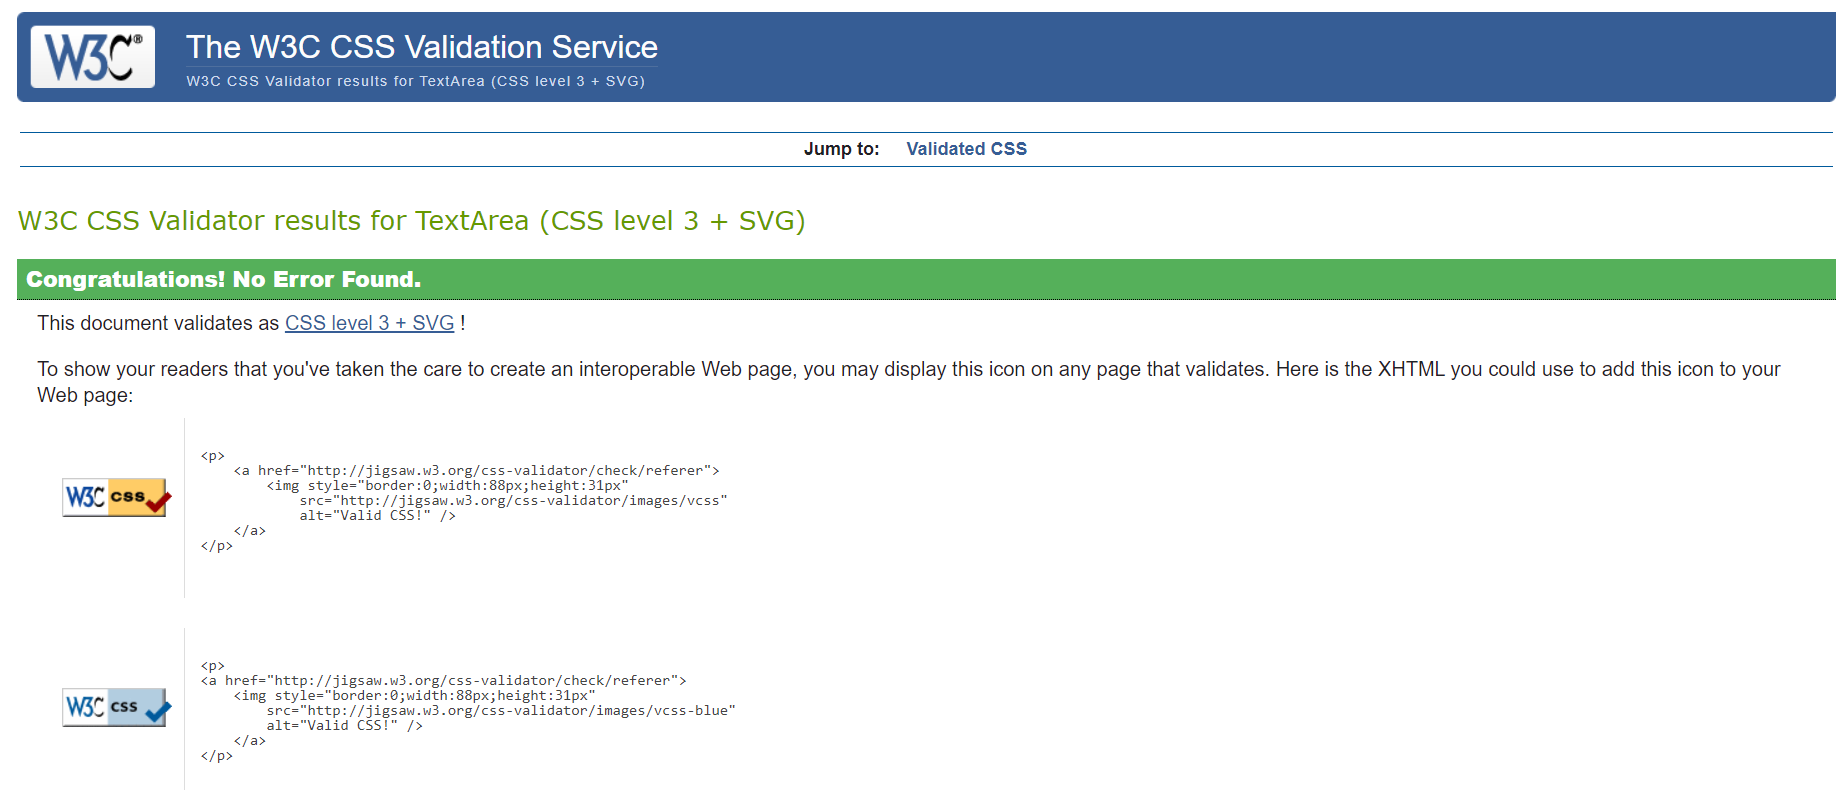 W3C®
The W3C CSS Validation Service
W3C CSS Validator results for TextArea (CSS level 3 + SVG)
Jump to: Validated CSS
W3C CSS Validator results for TextArea (CSS level 3 + SVG)
Congratulations! No Error Found.
This document validates as CSS level 3 + SVG !
To show your readers that you've taken the care to create an interoperable Web page, you may display this icon on any page that validates. Here is the XHTML you could use to add this icon to your
Web page:
W3C css
<p>
    <a href="http://jigsaw.w3.org/css-validator/check/referer">
        <img style="border:0;width:88px;height:31px"
            src="http://jigsaw.w3.org/css-validator/images/vcss"
            alt="Valid CSS!" />
    </a>
</p>
W3C css
<p>
<a href="http://jigsaw.w3.org/css-validator/check/referer">
    <img style="border:0;width:88px;height:31px"
        src="http://jigsaw.w3.org/css-validator/images/vcss-blue"
        alt="Valid CSS!" />
    </a>
</p>